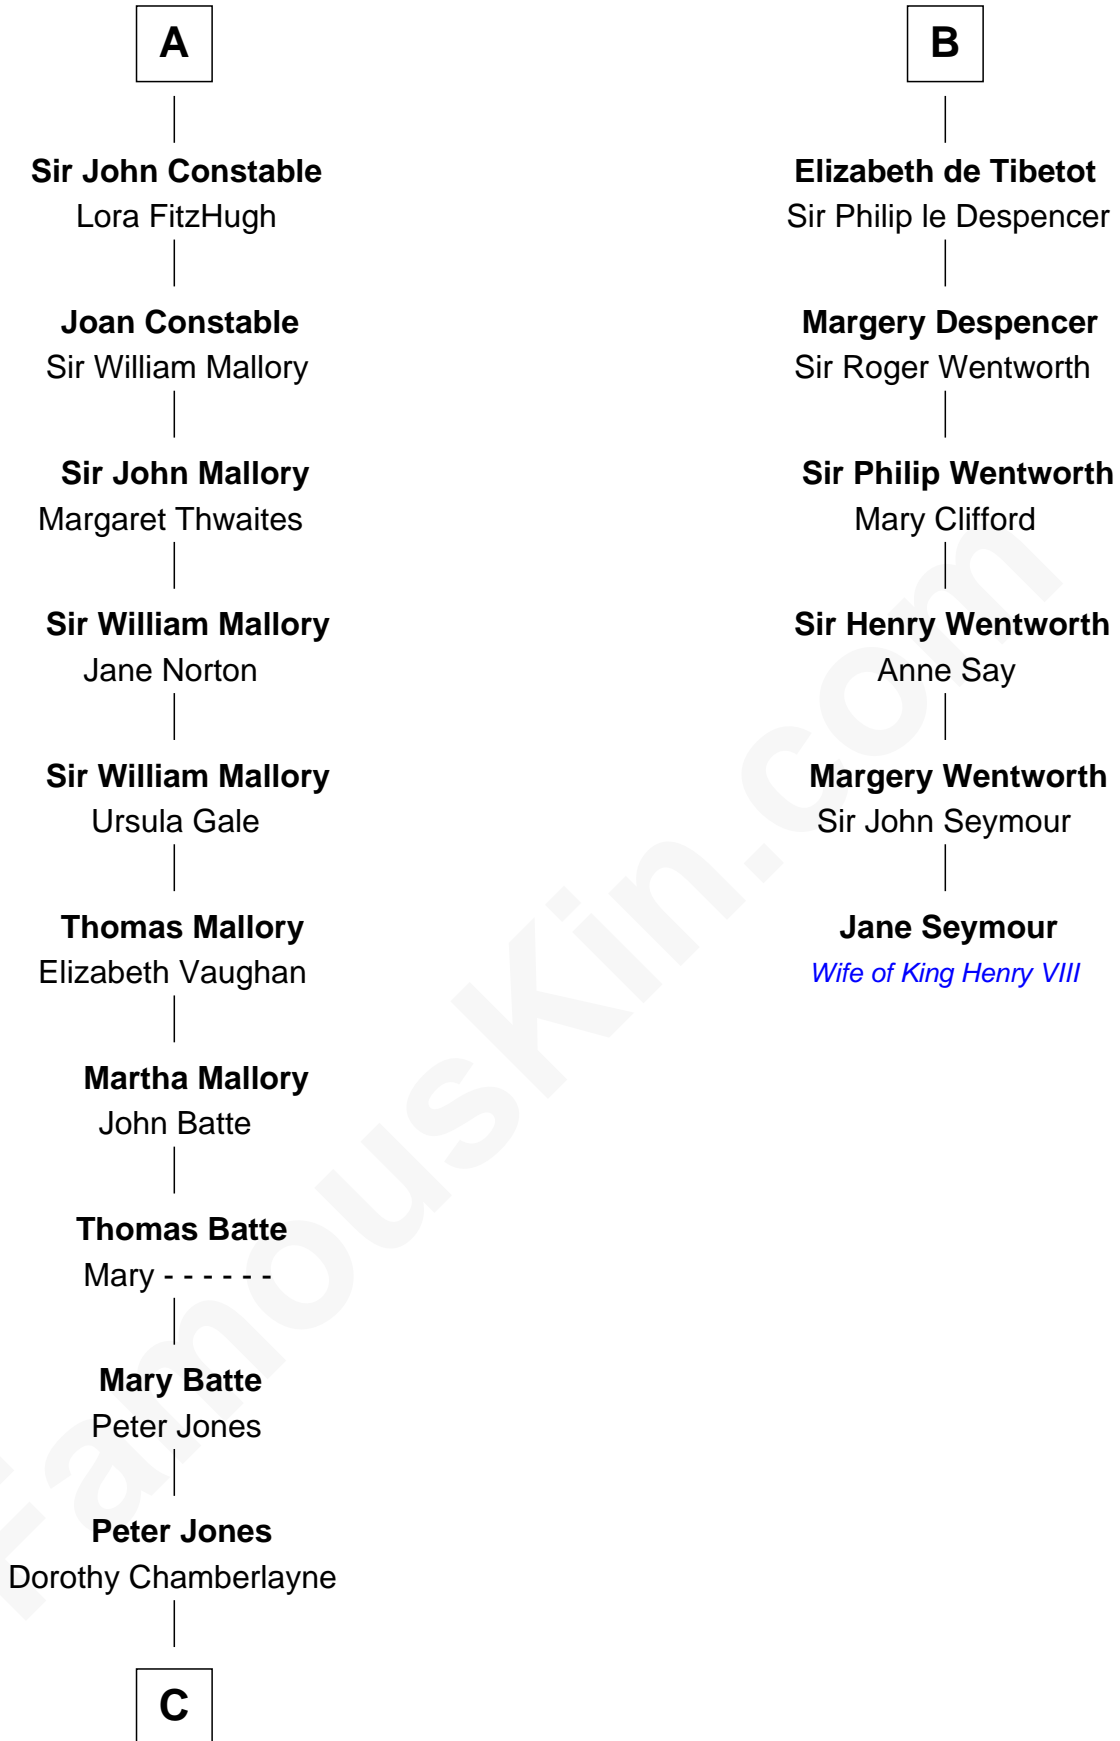 A
Sir John Constable
Lora FitzHugh
Joan Constable
Sir William Mallory
Sir John Mallory
Margaret Thwaites
Sir William Mallory
Jane Norton
Sir William Mallory
Ursula Gale
Thomas Mallory
Elizabeth Vaughan
Martha Mallory
John Batte
Thomas Batte
Mary - - - - - -
Mary Batte
Peter Jones
Peter Jones
Dorothy Chamberlayne
C
B
Elizabeth de Tibetot
Sir Philip le Despencer
Margery Despencer
Sir Roger Wentworth
Sir Philip Wentworth
Mary Clifford
Sir Henry Wentworth
Anne Say
Margery Wentworth
Sir John Seymour
Jane Seymour
Wife of King Henry VIII
FamousKin.com